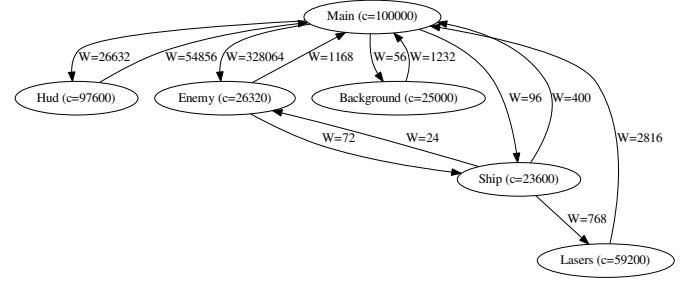 Main (c=100000)
W=26632 W=54856 W=328064 W=1168 W=56 W=1232
Hud (c=97600) Enemy (c=26320) Background (c=25000) W=96 W=400
W=72 W=24 W=2816
Ship (c=23600)
W=768
Lasers (c=59200)